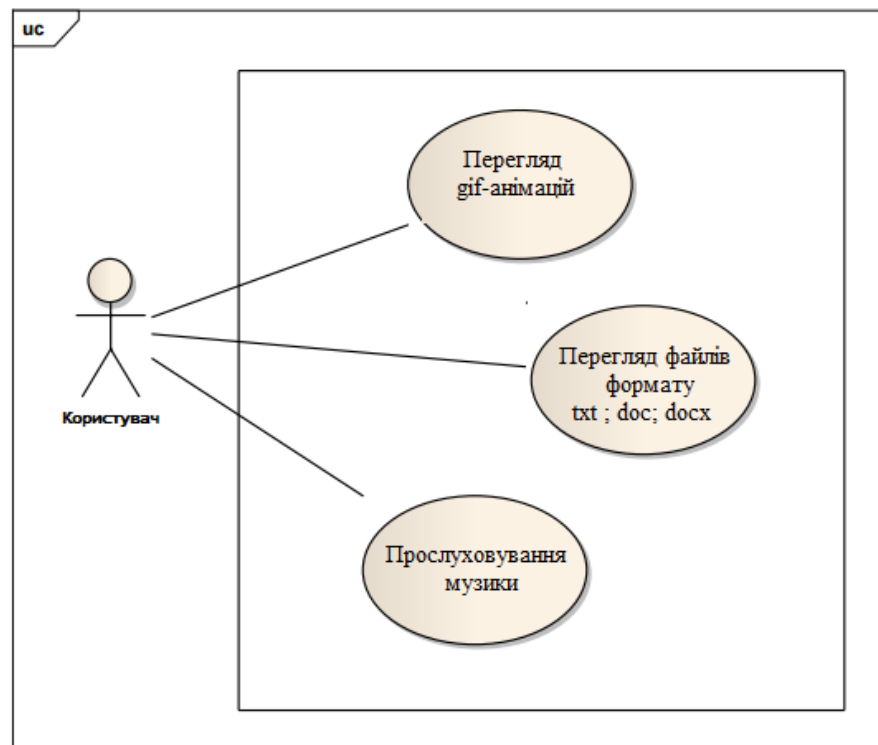 uc
Перегляд
gif-анімацій
Перегляд файлів
формату
txt ; doc; docx
Користувач
Прослуховування
музики